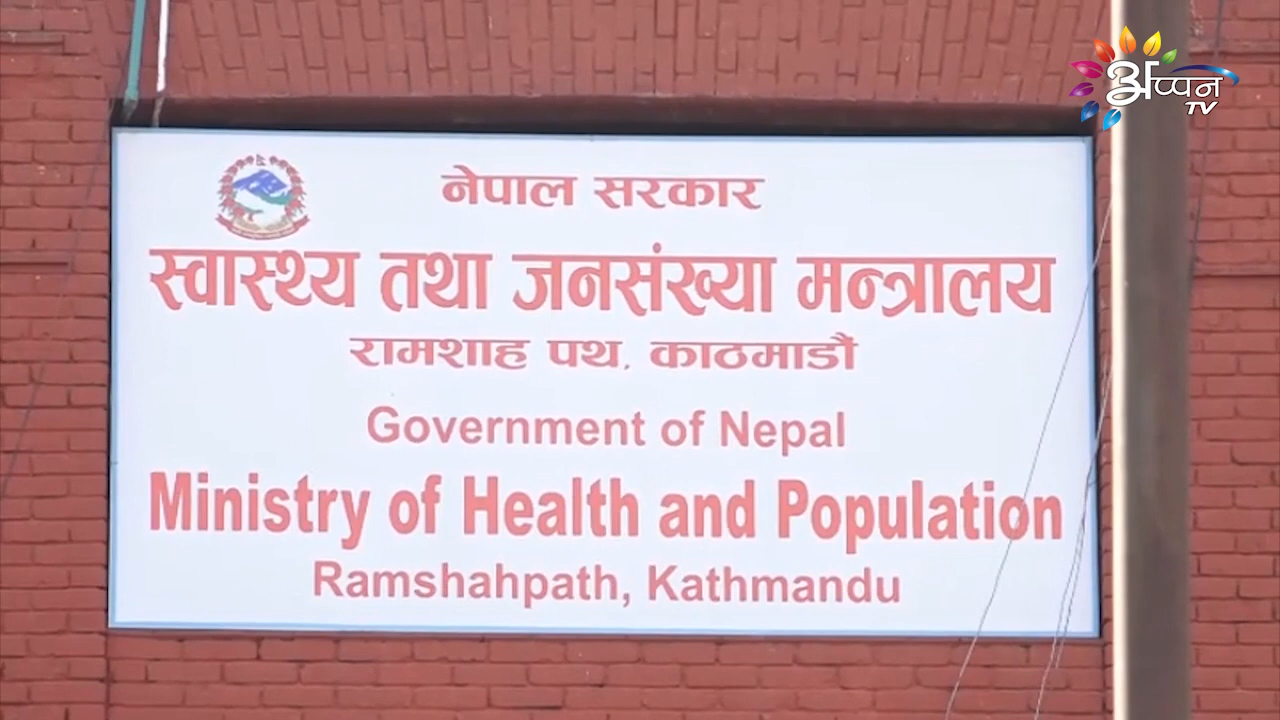 अप्पन
TV
नेपाल सरकार
स्वास्थ्य तथा जनसंख्या मन्त्रालय
रामशाह पथ, काठमाडौं
Government of Nepal
Ministry of Health and Population
Ramshahpath, Kathmandu